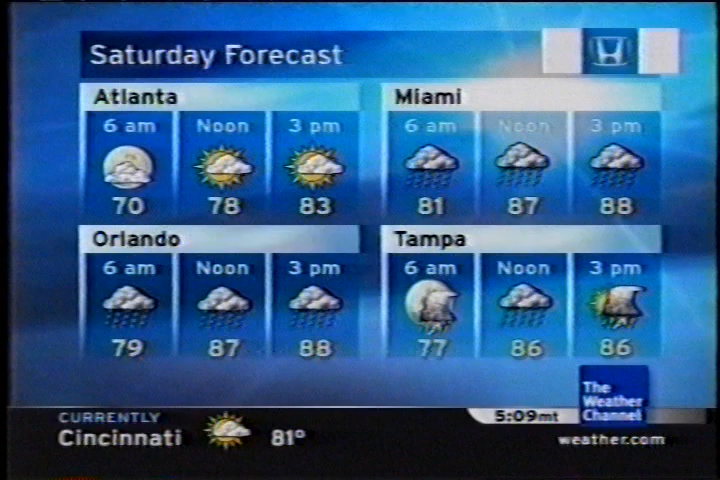 Saturday Forecast
Atlanta
6 am Noon 3 pm
70 78 83
Miami
6 am Noon 3 pm
81 87 88
Orlando
6 am Noon 3 pm
79 87 88
Tampa
6 am Noon 3 pm
77 86 86
The
Weather
Channel
5:09mt
CURRENTLY
Cincinnati 81°
weather.com